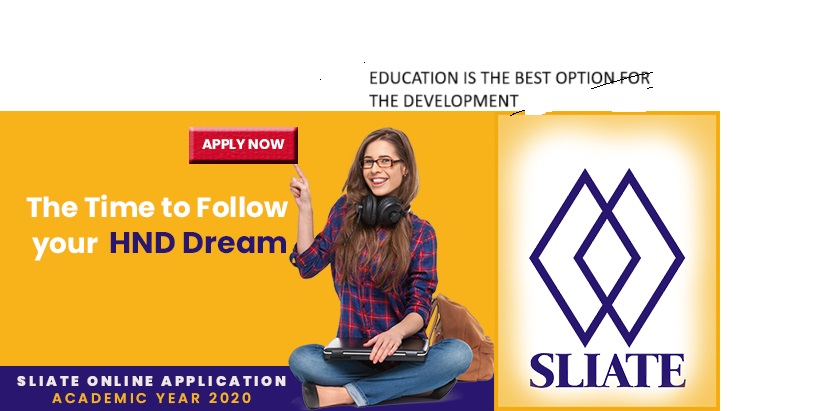 EDUCATION IS THE BEST OPTION FOR
THE DEVELOPMENT
APPLY NOW
The Time to Follow
your HND Dream
SLIATE ONLINE APPLICATION
ACADEMIC YEAR 2020
SLIATE